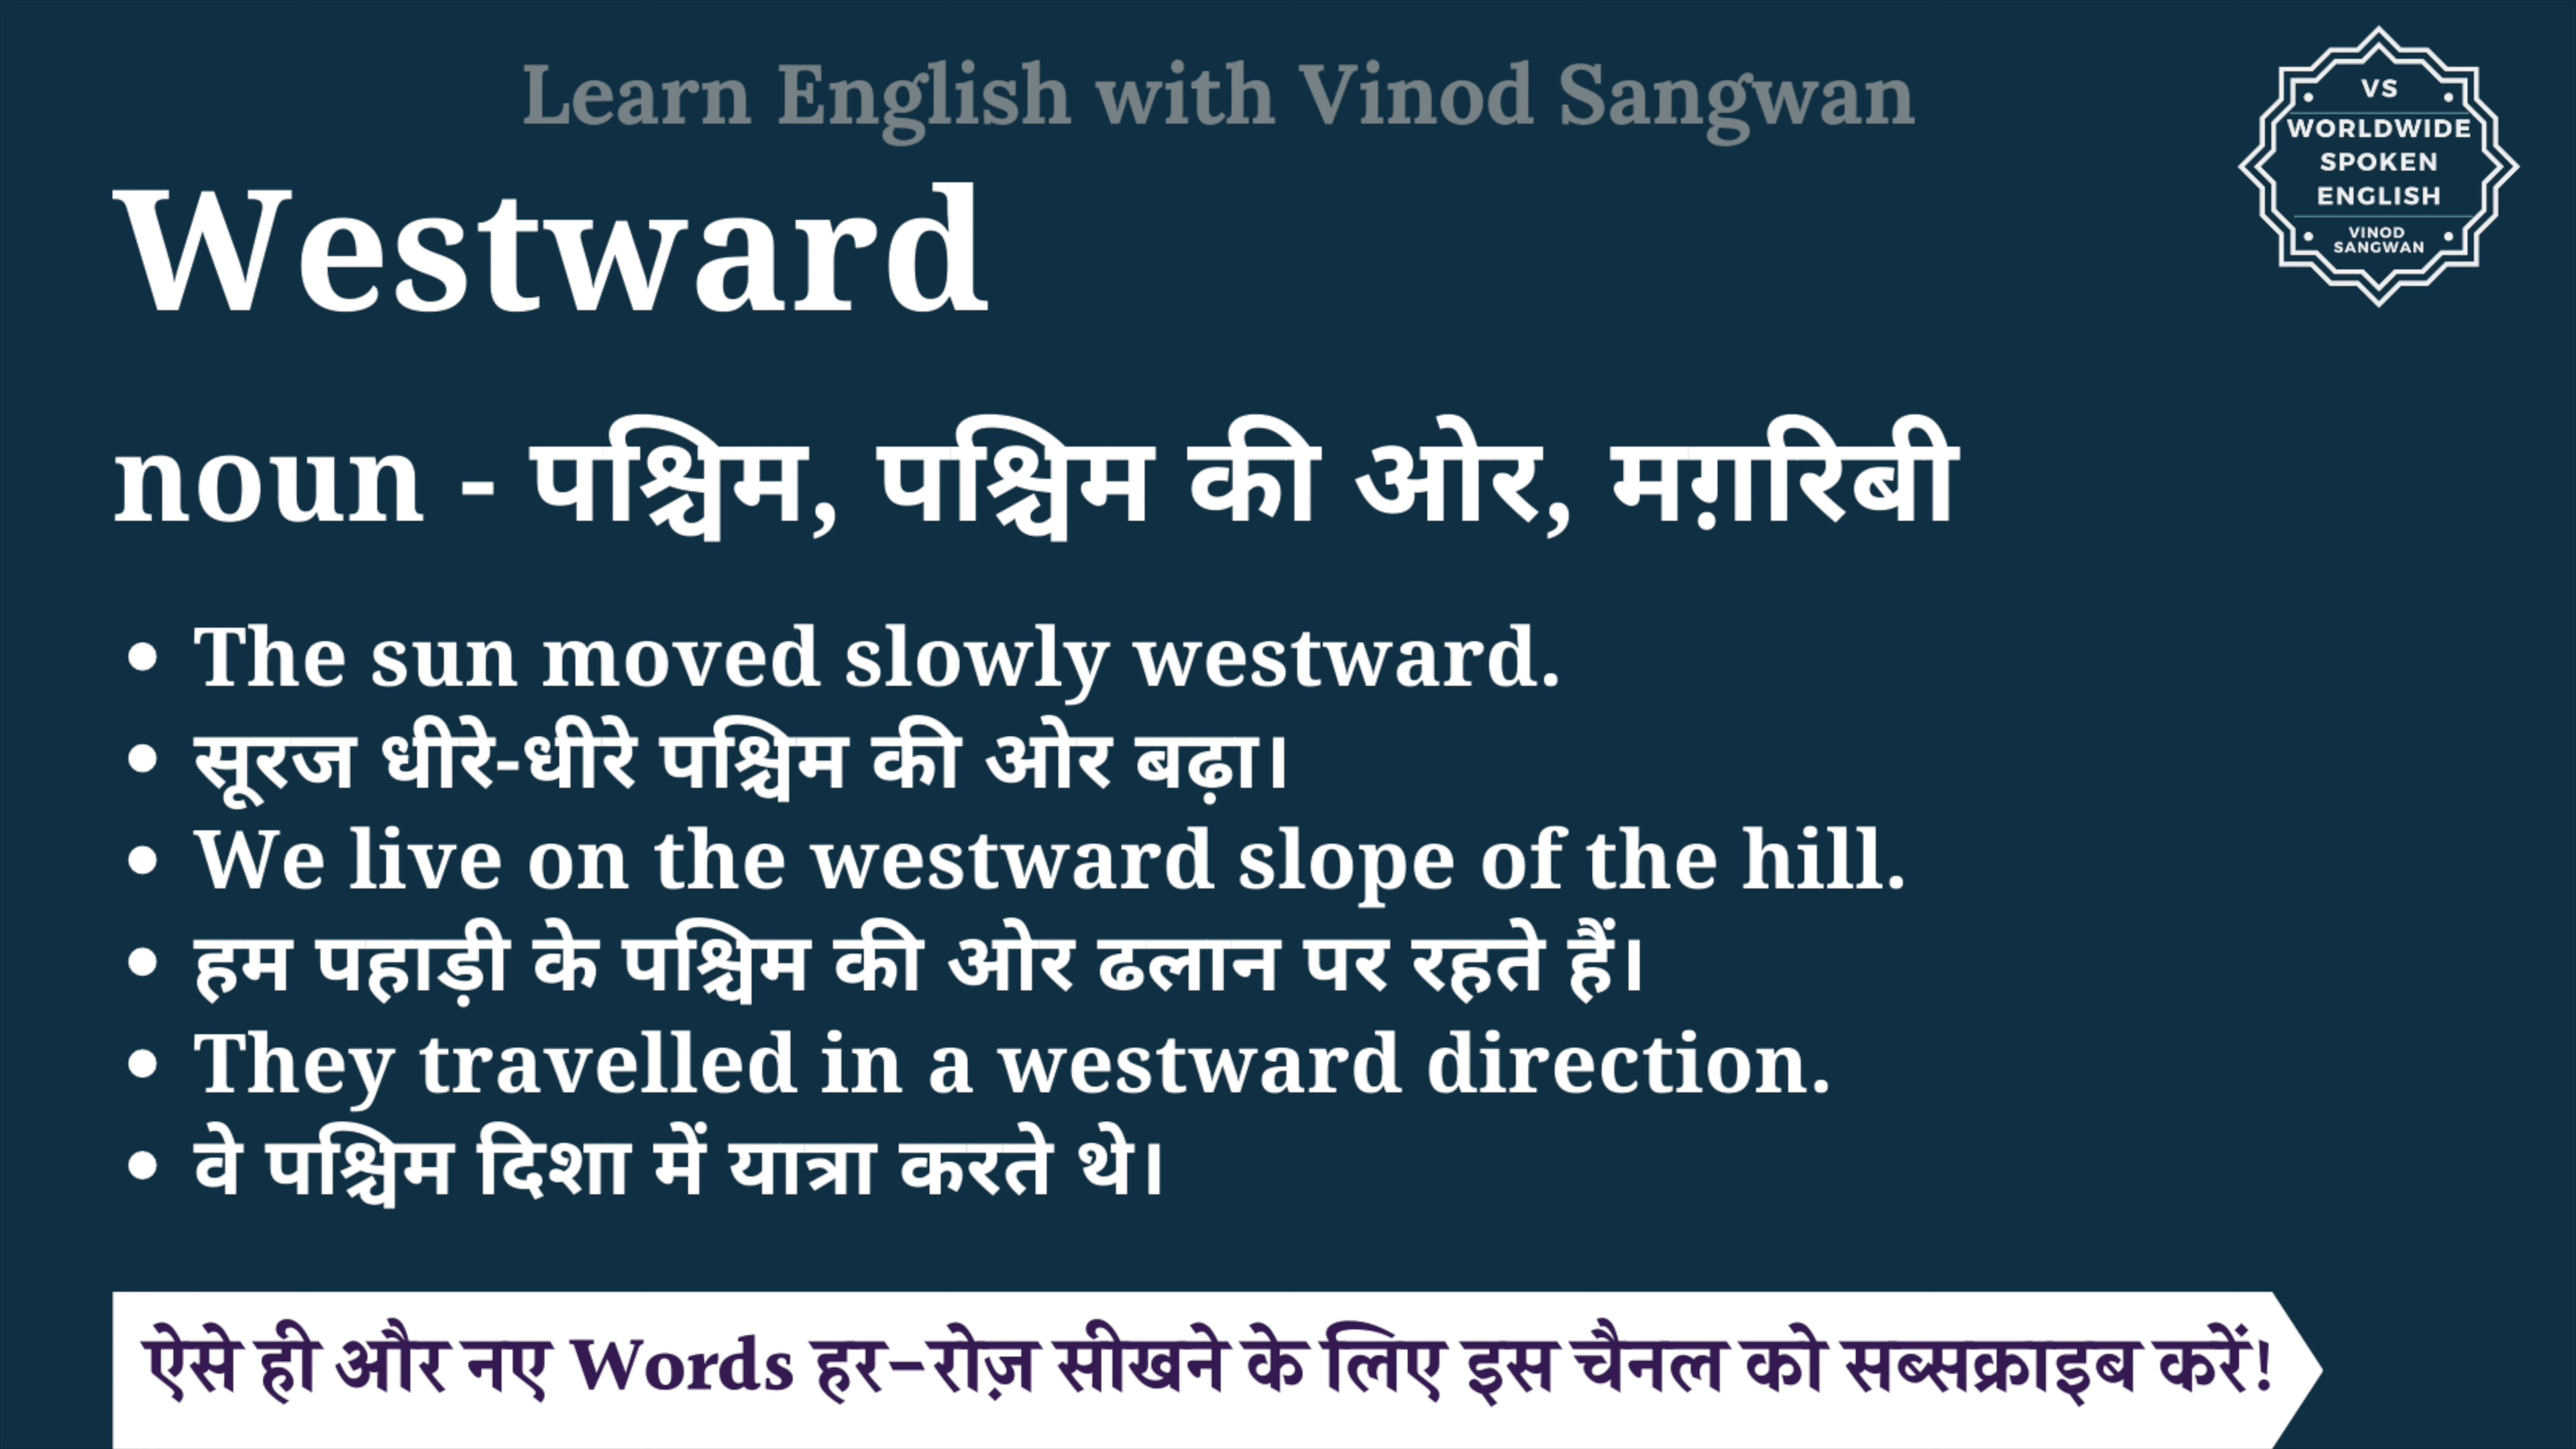 Learn English with Vinod Sangwan
VS
WORLDWIDE
SPOKEN
ENGLISH
VINOD
SANGWAN
Westward
noun - पश्चिम, पश्चिम की ओर, मग़रिबी
• The sun moved slowly westward.
• सूरज धीरे-धीरे पश्चिम की ओर बढ़ा।
• We live on the westward slope of the hill.
• हम पहाड़ी के पश्चिम की ओर ढलान पर रहते हैं।
• They travelled in a westward direction.
• वे पश्चिम दिशा में यात्रा करते थे।
ऐसे ही और नए Words हर-रोज़ सीखने के लिए इस चैनल को सब्सक्राइब करें!